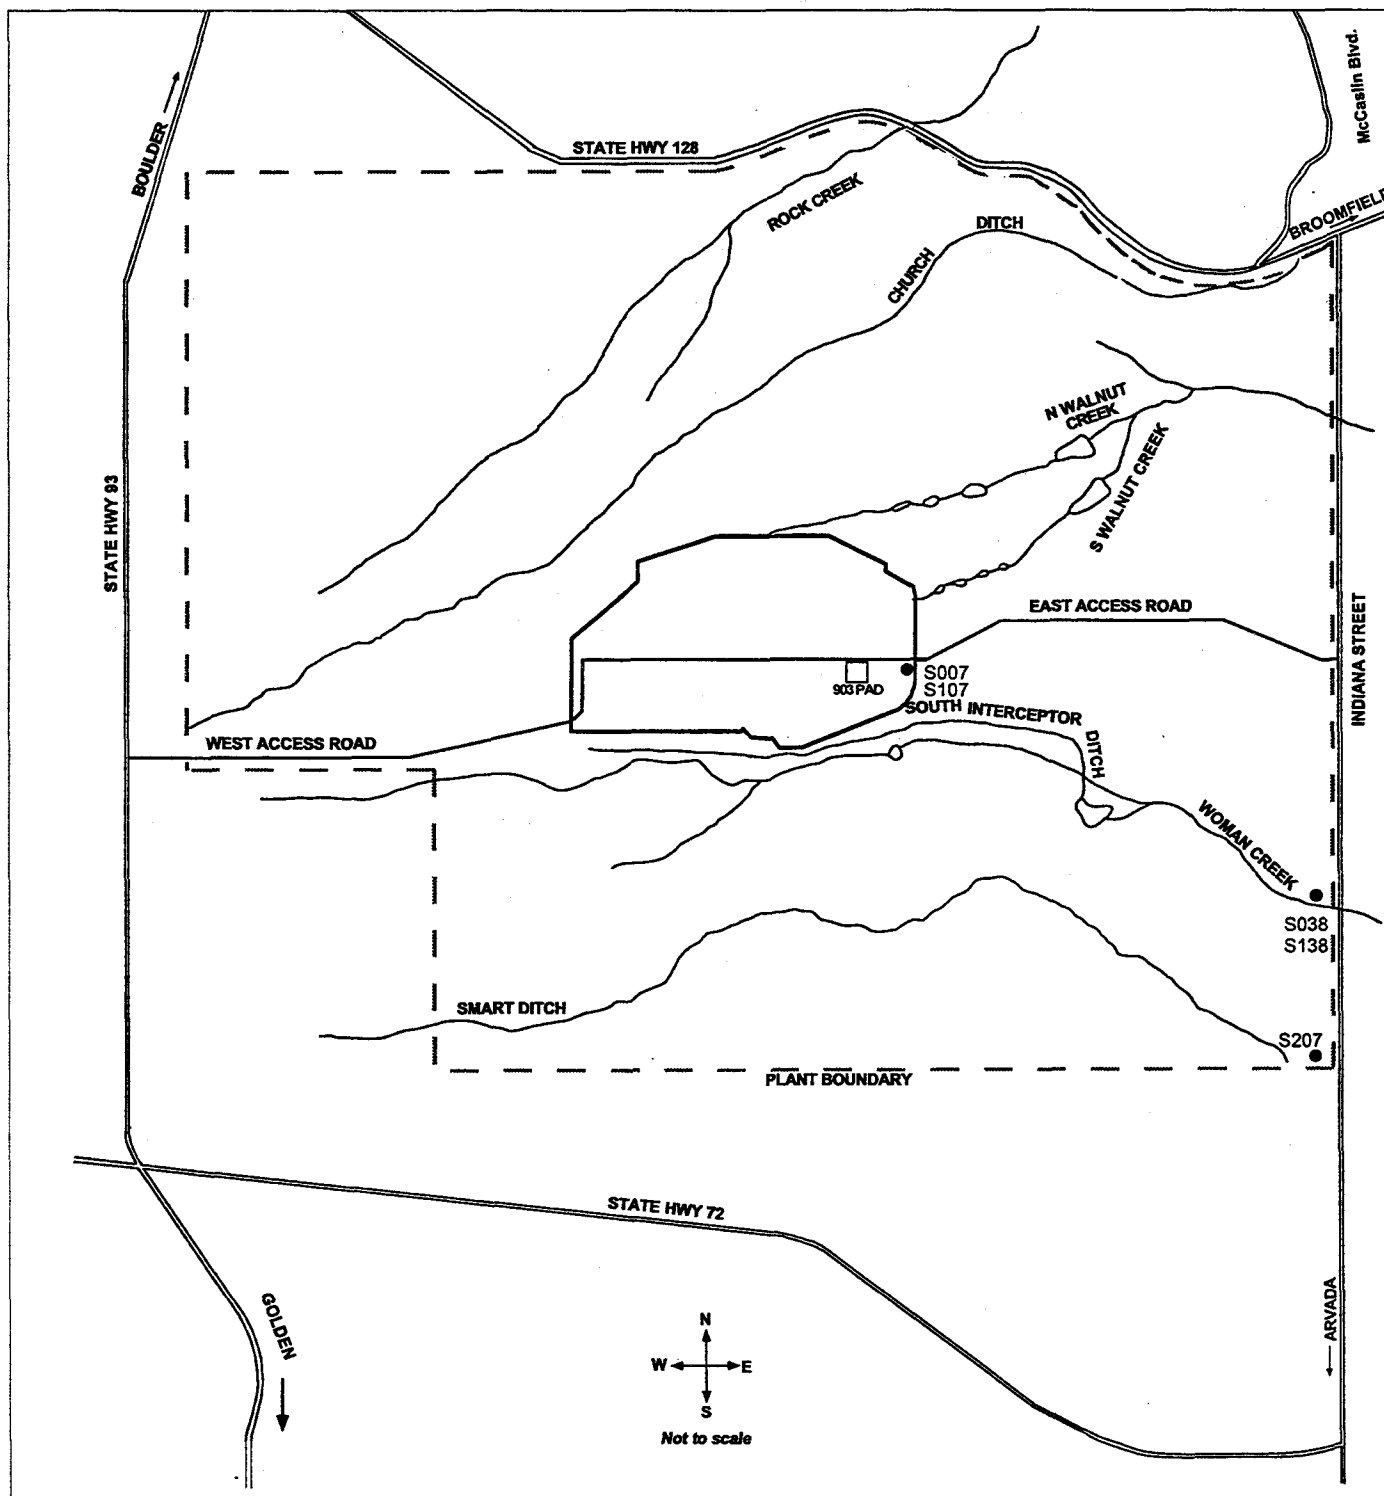 McCaslin Blvd.
BOULDER
STATE HWY 128
ROCK CREEK
BROOMFIELD
DITCH
CHURCH
N WALNUT
CREEK
S WALNUT CREEK
STATE HWY 93
EAST ACCESS ROAD
INDIANA STREET
903 PAD
S007
S107
SOUTH INTERCEPTOR
DITCH
WEST ACCESS ROAD
WOMAN CREEK
S038
S138
SMART DITCH
S207
PLANT BOUNDARY
STATE HWY 72
GOLDEN
ARVADA
N
W E
S
Not to scale